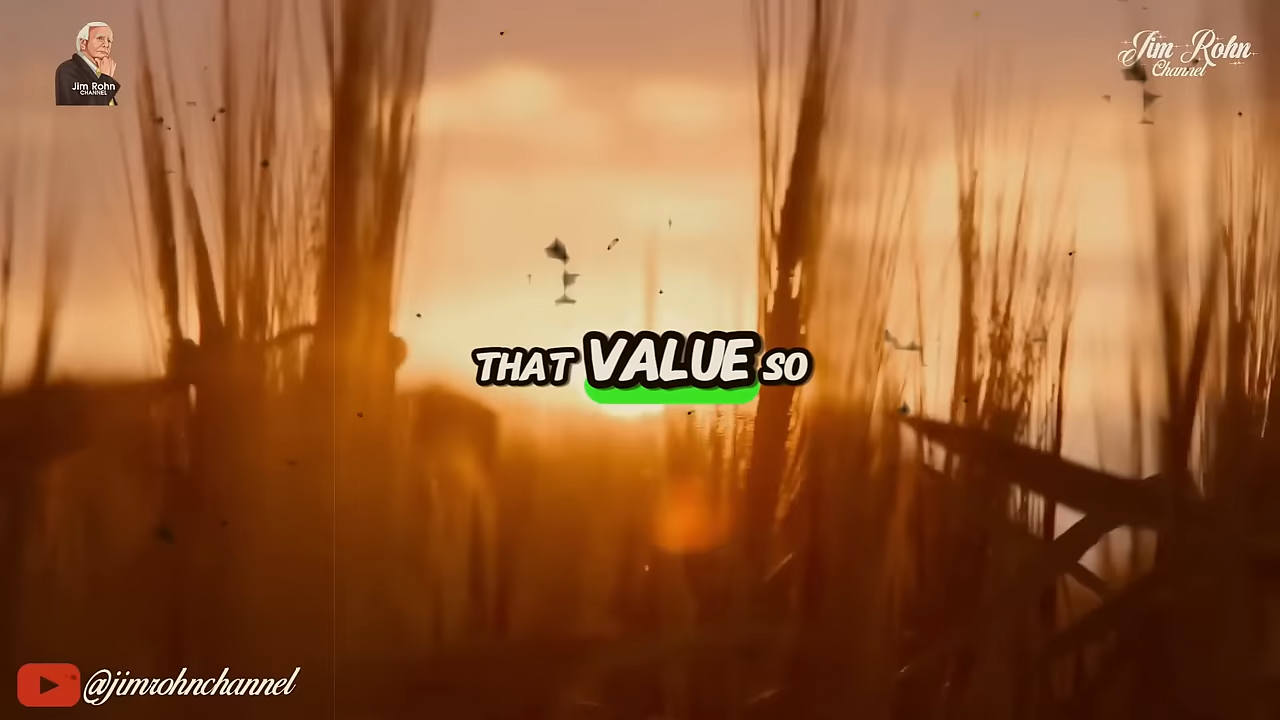 Jim Rohn
CHANNEL
Jim Rohn
Channel
THAT VALUE SO
@jimrohnchannel